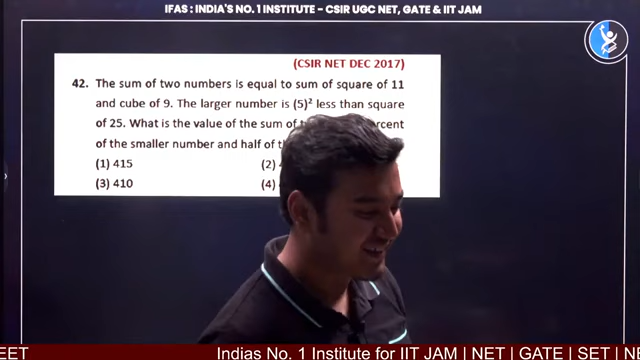 IFAS : INDIA'S NO. 1 INSTITUTE – CSIR UGC NET, GATE & IIT JAM
(CSIR NET DEC 2017)
42. The sum of two numbers is equal to sum of square of 11
and cube of 9. The larger number is (5)² less than square
of 25. What is the value of the sum of
of the smaller number and half of
(1) 415 (2)
(3) 410 (4)
EET Indias No. 1 Institute for IIT JAM | NET | GATE | SET |